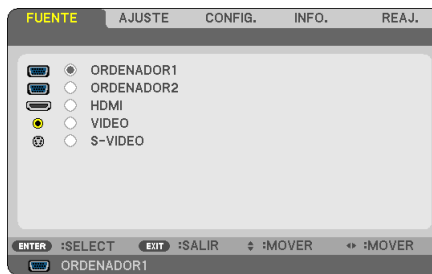 FUENTE AJUSTE CONFIG. INFO. REAJ.
ORDENADOR1
ORDENADOR2
HDMI
VIDEO
S-VIDEO
ENTER :SELECT EXIT :SALIR :MOVER :MOVER
ORDENADOR1